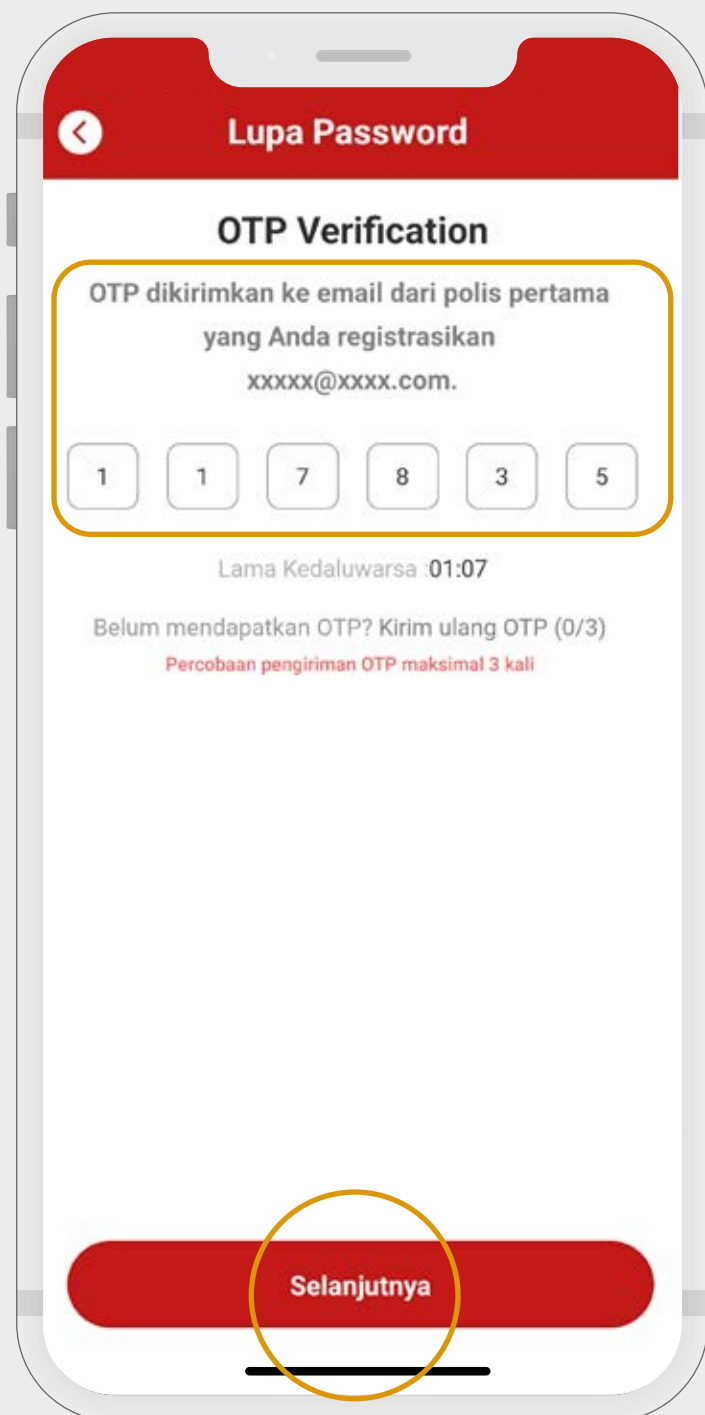 Lupa Password
OTP Verification
OTP dikirimkan ke email dari polis pertama
yang Anda registrasikan
xxxxx@xxxx.com.
1 1 7 8 3 5
Lama Kedaluwarsa :01:07
Belum mendapatkan OTP? Kirim ulang OTP (0/3)
Percobaan pengiriman OTP maksimal 3 kali
Selanjutnya